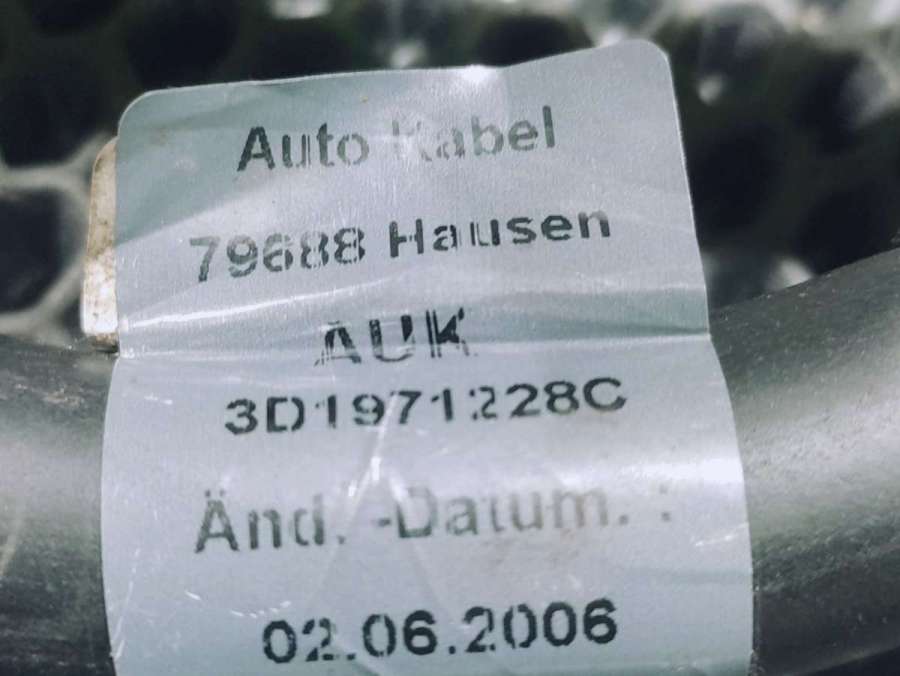 Auto Kabel
79688 Hausen
AUK
3D1971228C
Änd. -Datum. :
02.06.2006